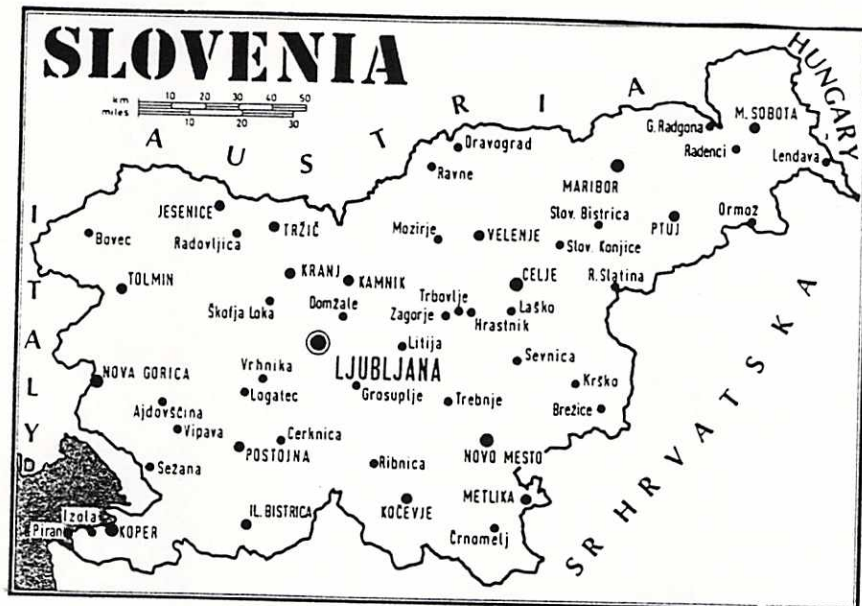 SLOVENIA
km 10 20 30 40 50
miles 10 20 30
AUSTRIA
HUNGARY
ITALY
SR HRVATSKA
G. Radgona
M. SOBOTA
Radenci
Lendava
Dravograd
Ravne
MARIBOR
JESENICE
Bovec
Radovljica
TRŽIČ
Mozirje
VELENJE
Slov. Bistrica
Slov. Konjice
PTUJ
Ormož
TOLMIN
KRANJ
KAMNIK
CELJE
R. Slatina
Škofja Loka
Domžale
Trbovlje
Zagorje
Hrastnik
Laško
Litija
LJUBLJANA
Sevnica
NOVA GORICA
Vrhnika
Logatec
Grosuplje
Trebnje
Krško
Brežice
Ajdovščina
Vipava
Cerknica
POSTOJNA
Ribnica
NOVO MESTO
D
Sežana
IL. BISTRICA
KOČEVJE
METLIKA
Črnomelj
Izola
Piran
KOPER